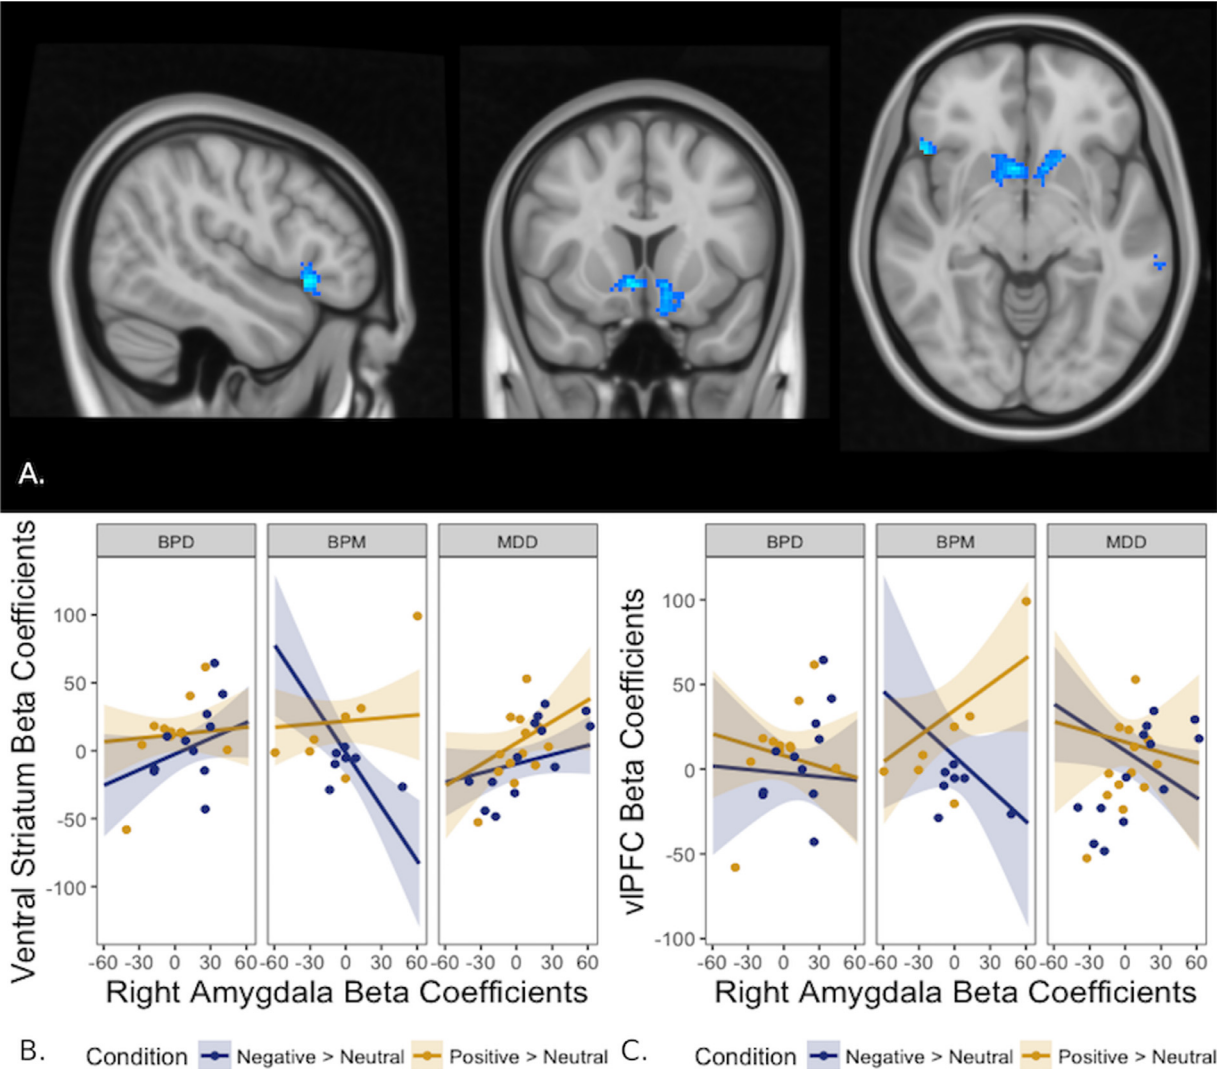 A.
Ventral Striatum Beta Coefficients
BPD BPM MDD
100
50
0
-50
-100
-60 -30 0 30 60 -60 -30 0 30 60 -60 -30 0 30 60
Right Amygdala Beta Coefficients
B. Condition Negative > Neutral Positive > Neutral
vlPFC Beta Coefficients
BPD BPM MDD
100
50
0
-50
-100
-60 -30 0 30 60 -60 -30 0 30 60 -60 -30 0 30 60
Right Amygdala Beta Coefficients
C. Condition Negative > Neutral Positive > Neutral